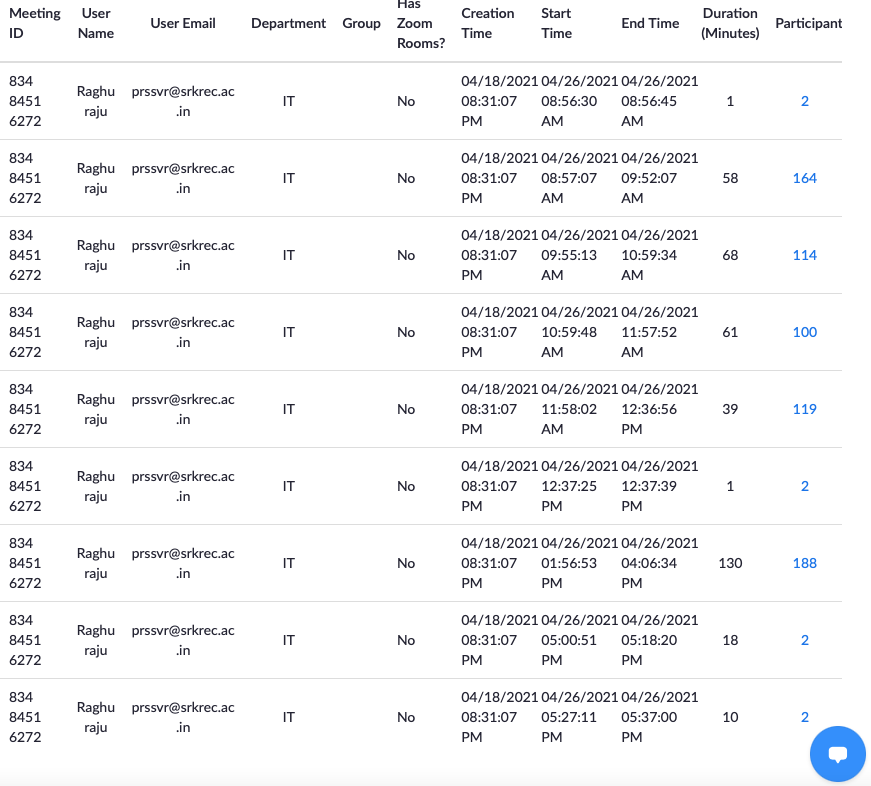 Meeting ID User Name User Email Department Group Has Zoom Rooms? Creation Time Start Time End Time Duration (Minutes) Participant
834 8451 6272 Raghu raju prssvr@srkrec.ac.in IT No 04/18/2021 08:31:07 PM 04/26/2021 08:56:30 AM 04/26/2021 08:56:45 AM 1 2
834 8451 6272 Raghu raju prssvr@srkrec.ac.in IT No 04/18/2021 08:31:07 PM 04/26/2021 08:57:07 AM 04/26/2021 09:52:07 AM 58 164
834 8451 6272 Raghu raju prssvr@srkrec.ac.in IT No 04/18/2021 08:31:07 PM 04/26/2021 09:55:13 AM 04/26/2021 10:59:34 AM 68 114
834 8451 6272 Raghu raju prssvr@srkrec.ac.in IT No 04/18/2021 08:31:07 PM 04/26/2021 10:59:48 AM 04/26/2021 11:57:52 AM 61 100
834 8451 6272 Raghu raju prssvr@srkrec.ac.in IT No 04/18/2021 08:31:07 PM 04/26/2021 11:58:02 AM 04/26/2021 12:36:56 PM 39 119
834 8451 6272 Raghu raju prssvr@srkrec.ac.in IT No 04/18/2021 08:31:07 PM 04/26/2021 12:37:25 PM 04/26/2021 12:37:39 PM 1 2
834 8451 6272 Raghu raju prssvr@srkrec.ac.in IT No 04/18/2021 08:31:07 PM 04/26/2021 01:56:53 PM 04/26/2021 04:06:34 PM 130 188
834 8451 6272 Raghu raju prssvr@srkrec.ac.in IT No 04/18/2021 08:31:07 PM 04/26/2021 05:00:51 PM 04/26/2021 05:18:20 PM 18 2
834 8451 6272 Raghu raju prssvr@srkrec.ac.in IT No 04/18/2021 08:31:07 PM 04/26/2021 05:27:11 PM 04/26/2021 05:37:00 PM 10 2